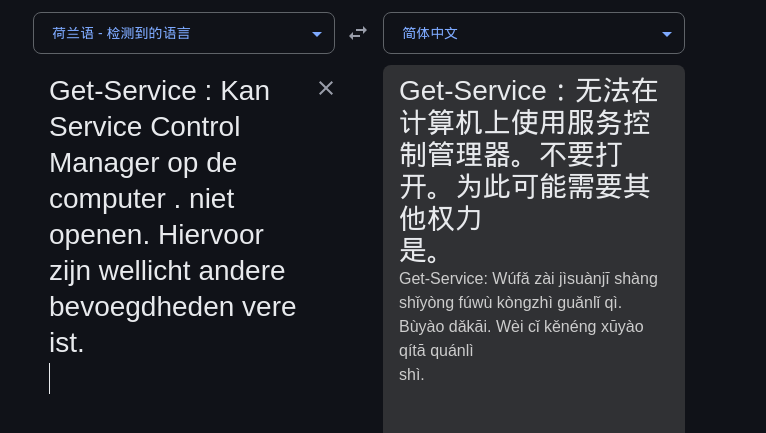 荷兰语 - 检测到的语言
简体中文
Get-Service : Kan
Service Control
Manager op de
computer . niet
openen. Hiervoor
zijn wellicht andere
bevoegdheden vere
ist.
Get-Service：无法在
计算机上使用服务控
制管理器。不要打
开。为此可能需要其
他权力
是。
Get-Service: Wúfǎ zài jìsuànjī shàng
shǐyòng fúwù kòngzhì guǎnlǐ qì.
Bùyào dǎkāi. Wèi cǐ kěnéng xūyào
qítā quánlì
shì.